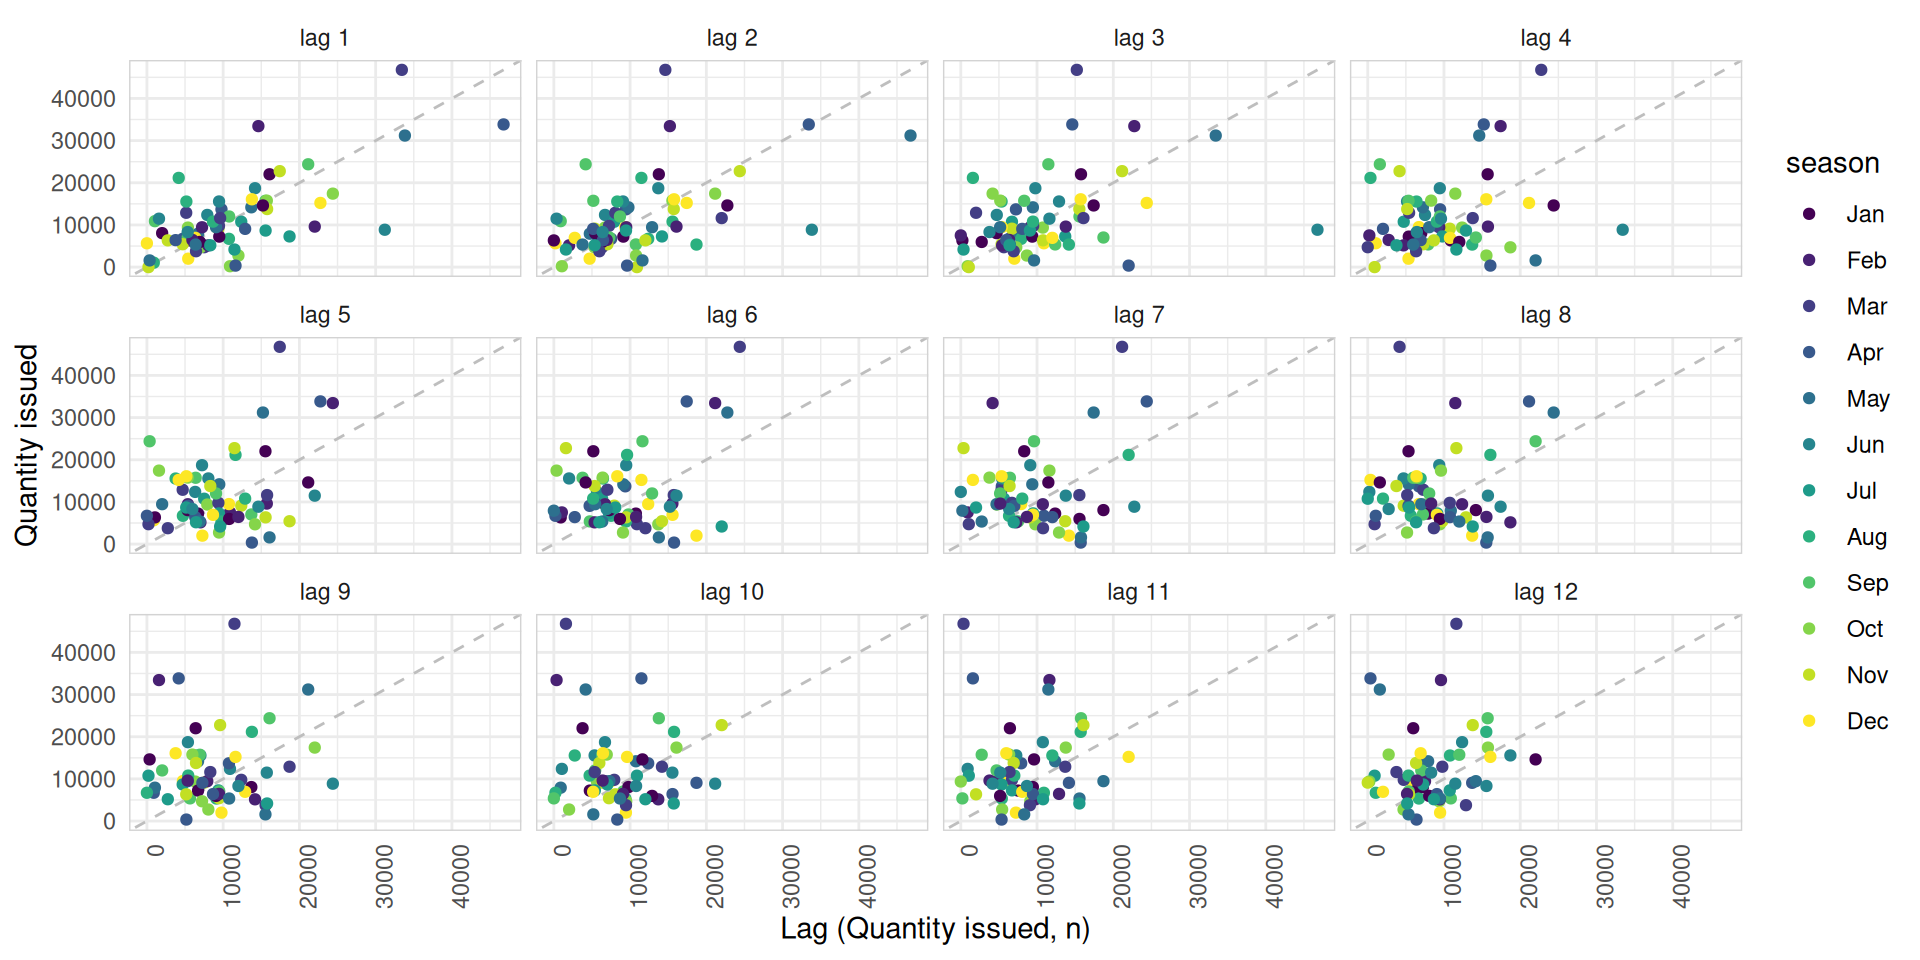 lag 1 lag 2 lag 3 lag 4
40000
30000
20000
10000
0
lag 5 lag 6 lag 7 lag 8
40000
30000
20000
10000
0
lag 9 lag 10 lag 11 lag 12
40000
30000
20000
10000
0
0 10000 20000 30000 40000 0 10000 20000 30000 40000 0 10000 20000 30000 40000 0 10000 20000 30000 40000
Lag (Quantity issued, n)
Quantity issued
season
Jan
Feb
Mar
Apr
May
Jun
Jul
Aug
Sep
Oct
Nov
Dec